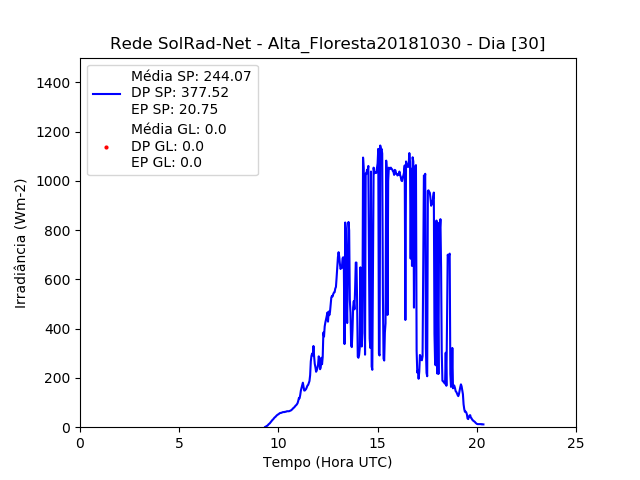 Rede SolRad-Net - Alta_Floresta20181030 - Dia [30]
Média SP: 244.07
DP SP: 377.52
EP SP: 20.75
Média GL: 0.0
DP GL: 0.0
EP GL: 0.0
Irradiância (Wm-2)
1400
1200
1000
800
600
400
200
0
0 5 10 15 20 25
Tempo (Hora UTC)